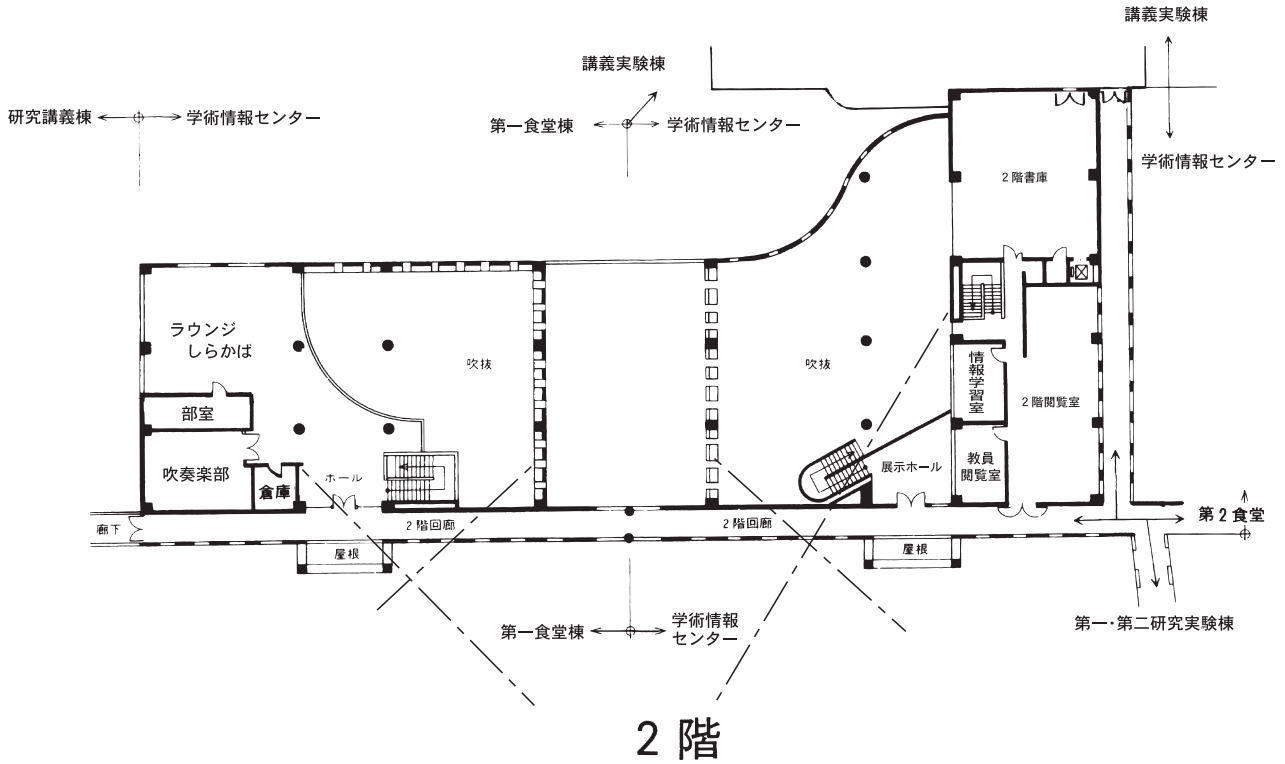 講義実験棟
講義実験棟
研究講義棟
学術情報センター
第一食堂棟
学術情報センター
学術情報センター
2階書庫
ラウンジ
しらかば
吹抜
吹抜
情報学習室
2階閲覧室
部室
吹奏楽部
倉庫
ホール
展示ホール
教員
閲覧室
廊下
2階回廊
2階回廊
第2食堂
屋根
屋根
第一食堂棟
学術情報
センター
第一・第二研究実験棟
2階